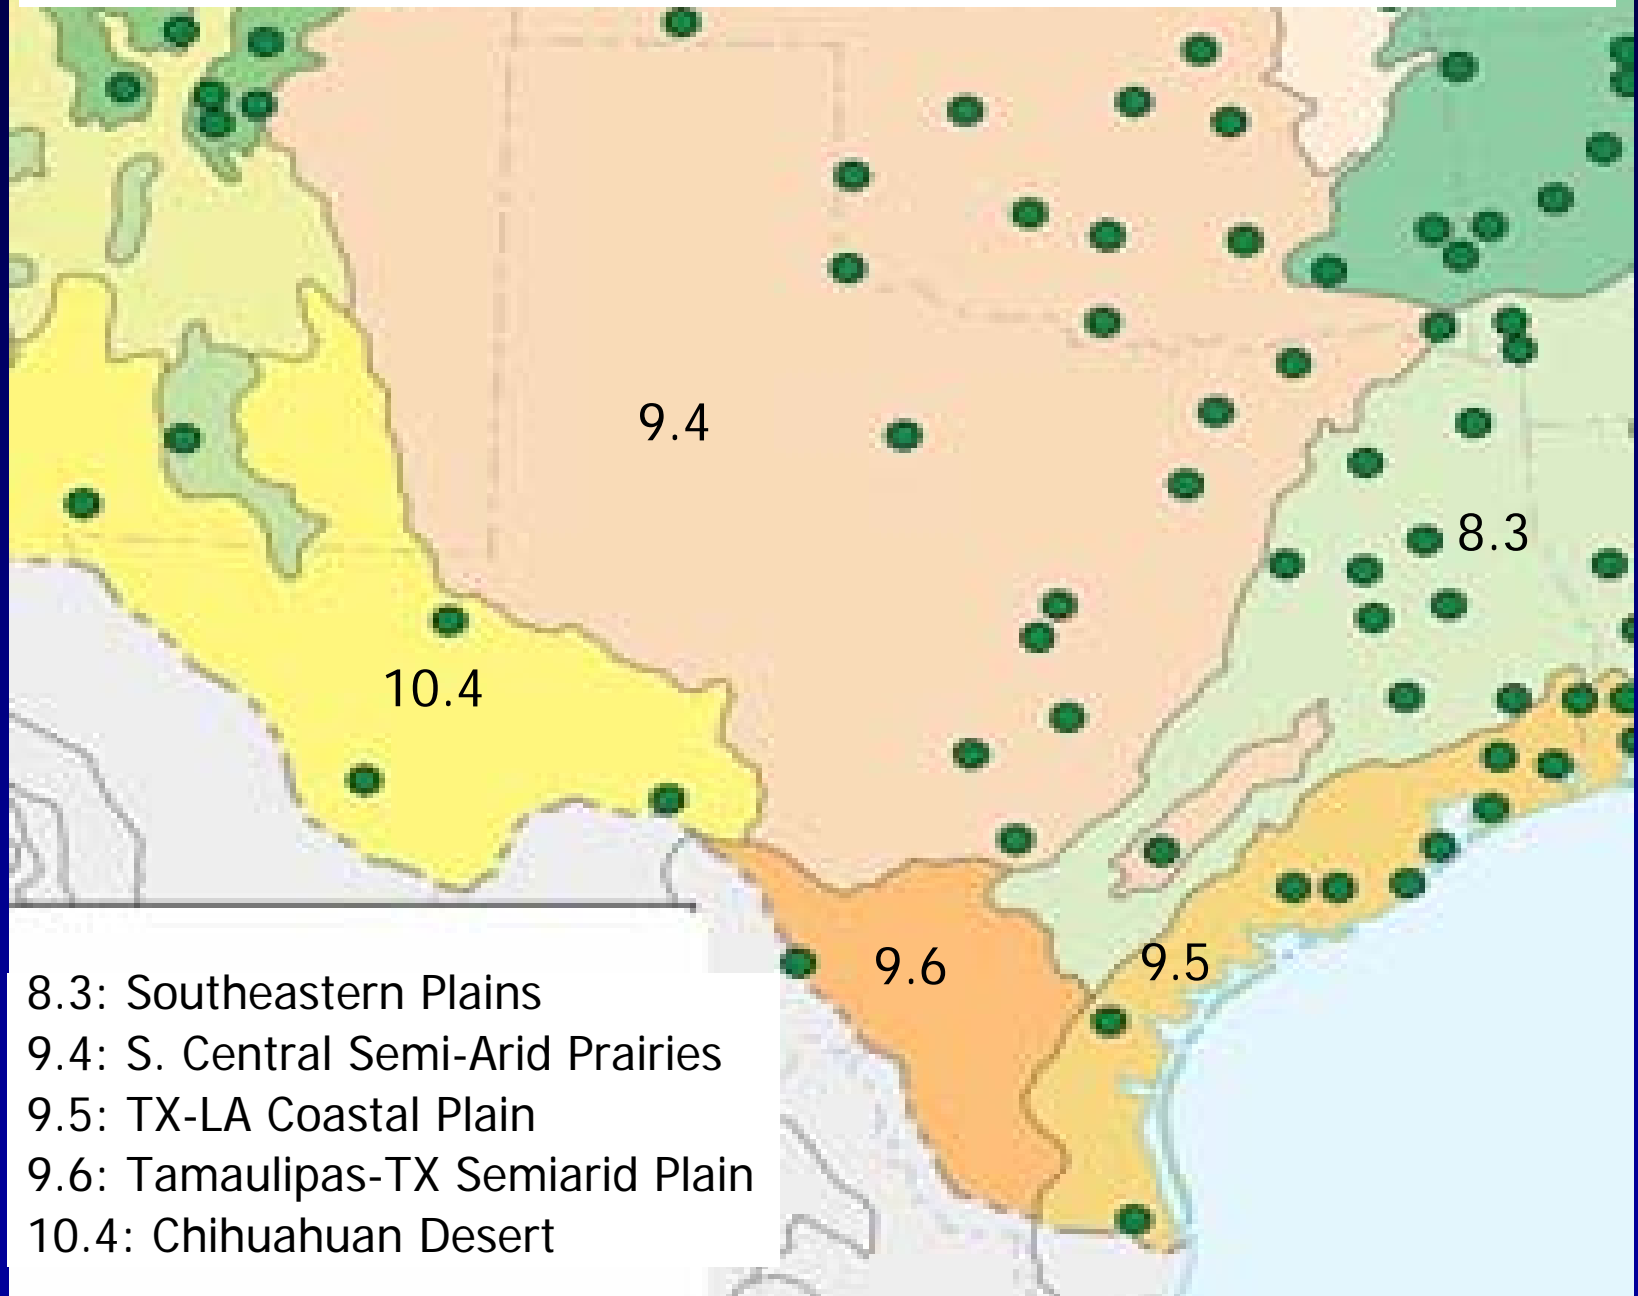 9.4
8.3
10.4
9.6
9.5
8.3: Southeastern Plains
9.4: S. Central Semi-Arid Prairies
9.5: TX-LA Coastal Plain
9.6: Tamaulipas-TX Semiarid Plain
10.4: Chihuahuan Desert